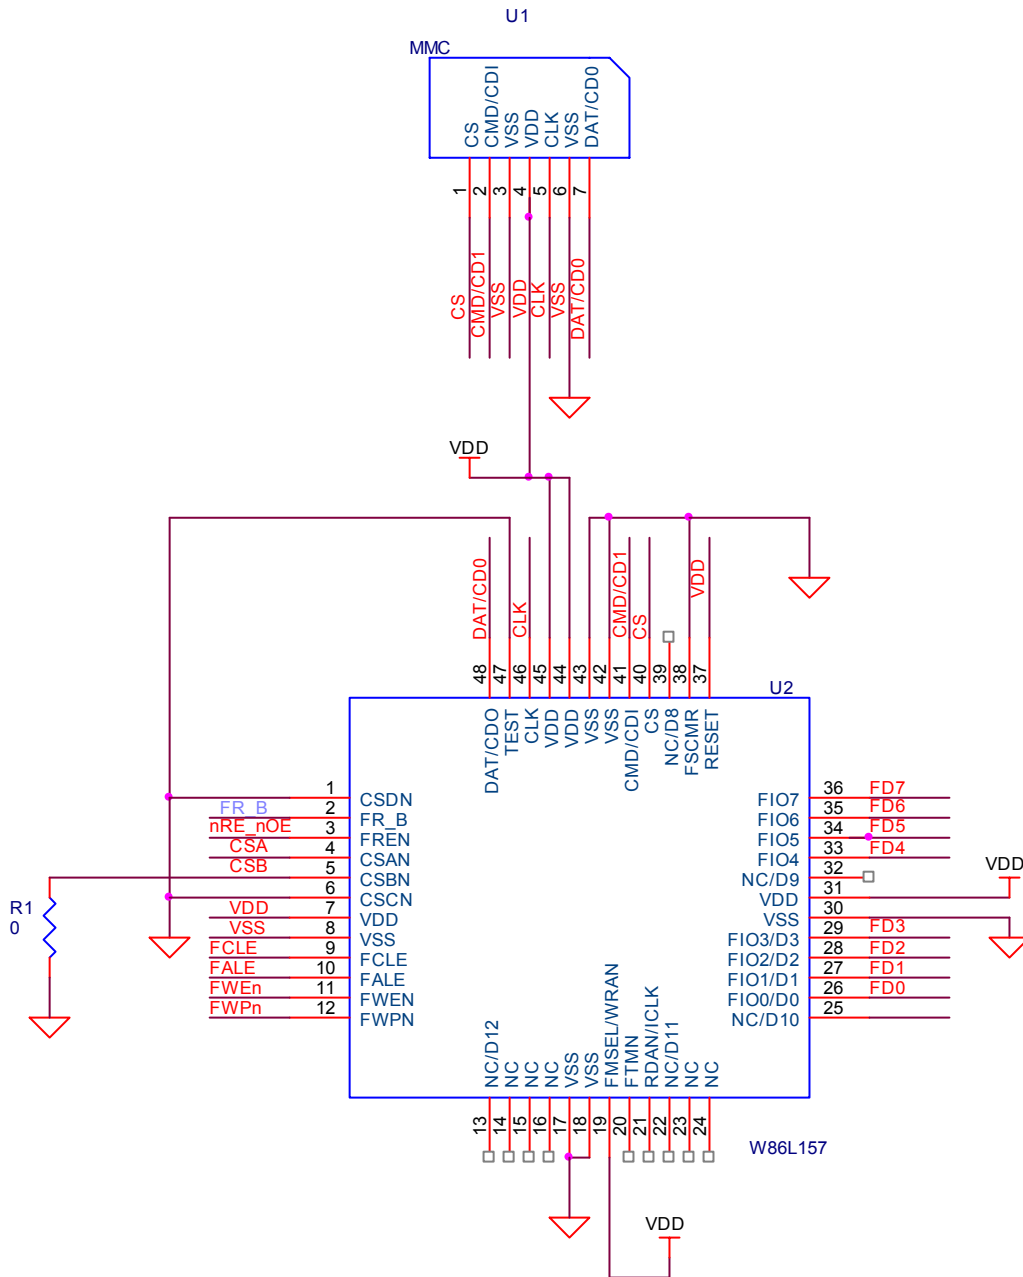 U1
MMC
CS
CMD/CDI
VSS
VDD
CLK
VSS
DAT/CD0
1
2
3
4
5
6
7
CS
CMD/CD1
VSS
VDD
CLK
VSS
DAT/CD0
VDD
DAT/CD0
CLK
CMD/CD1
CS
VDD
48
47
46
45
44
43
42
41
40
39
38
37
U2
DAT/CDO
TEST
CLK
VDD
VDD
VSS
VSS
CMD/CDI
CS
NC/D8
FSCMR
RESET
1 CSDN
FR_B 2 FR_B
nRE_nOE 3 FREN
CSA 4 CSAN
CSB 5 CSBN
6 CSCN
VDD 7 VDD
VSS 8 VSS
FCLE 9 FCLE
FALE 10 FALE
FWEn 11 FWEN
FWPn 12 FWPN
R1
0
FIO7 36 FD7
FIO6 35 FD6
FIO5 34 FD5
FIO4 33 FD4
NC/D9 32
VDD 31
VDD
VSS 30
FIO3/D3 29 FD3
FIO2/D2 28 FD2
FIO1/D1 27 FD1
FIO0/D0 26 FD0
NC/D10 25
NC/D12
NC
NC
NC
VSS
VSS
FMSEL/WRAN
FTMN
RDAN/ICLK
NC/D11
NC
NC
13
14
15
16
17
18
19
20
21
22
23
24
W86L157
VDD